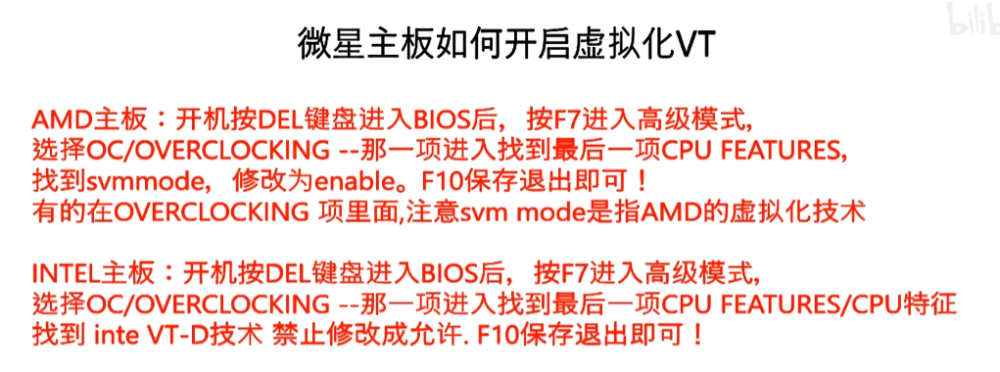 bilib
微星主板如何开启虚拟化VT
AMD主板：开机按DEL键盘进入BIOS后，按F7进入高级模式，
選择OC/OVERCLOCKING --那一项进入找到最后一项CPU FEATURES，
找到svmmode，修改为enable。F10保存退出即可！
有的在OVERCLOCKING 项里面,注意svm mode是指AMD的虚拟化技术
INTEL主板：开机按DEL键盘进入BIOS后，按F7进入高级模式，
選择OC/OVERCLOCKING --那一项进入找到最后一项CPU FEATURES/CPU特征
找到 inte VT-D技术 禁止修改成允许. F10保存退出即可！